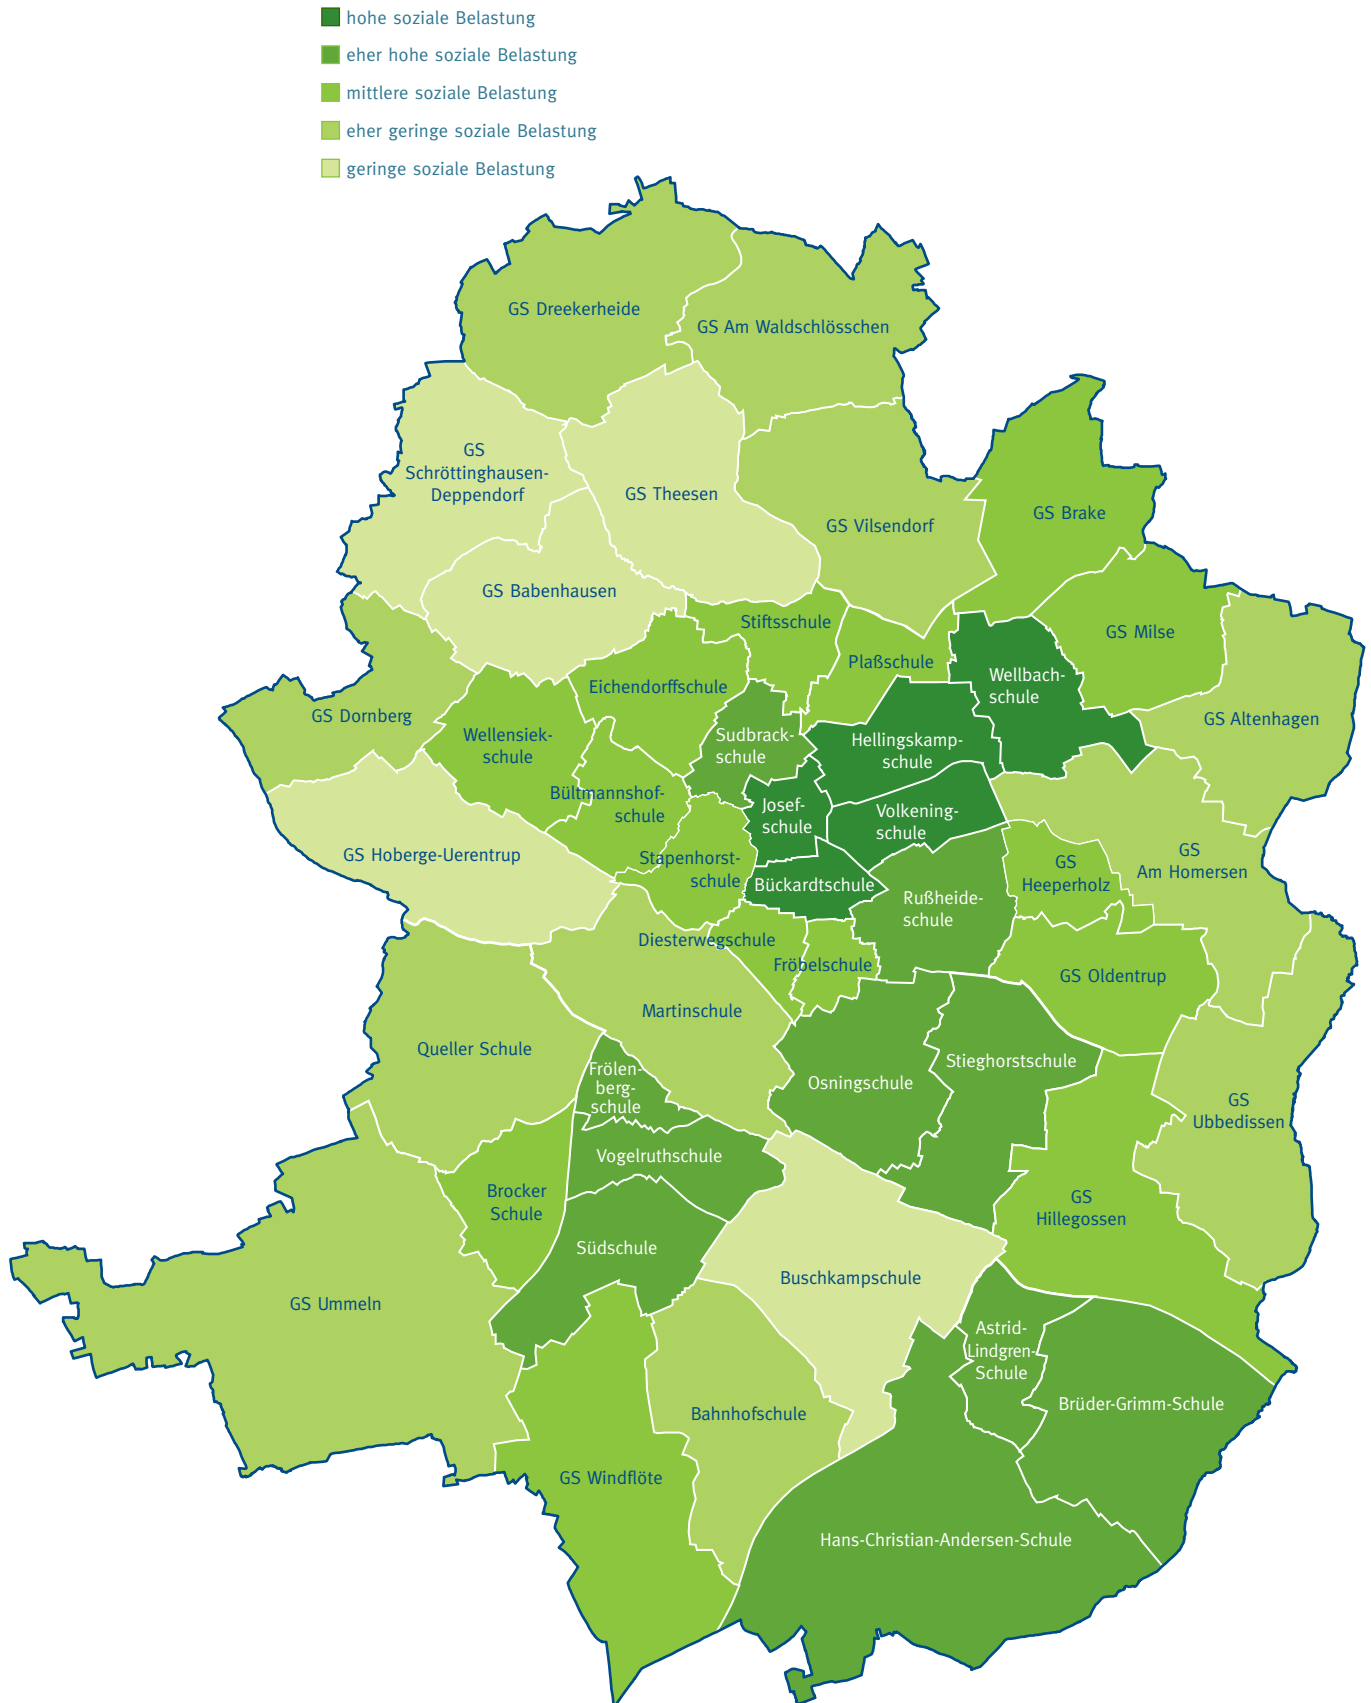 hohe soziale Belastung
eher hohe soziale Belastung
mittlere soziale Belastung
eher geringe soziale Belastung
geringe soziale Belastung
GS Dreekerheide
GS Am Waldschlösschen
GS
Schröttinghausen-
Deppendorf
GS Theesen
GS Vilsendorf
GS Brake
GS Babenhausen
Stiftsschule
GS Milse
Plaßschule
Wellbach-
schule
Eichendorffschule
GS Dornberg
GS Altenhagen
Wellensiek-
schule
Sudbrack-
schule
Hellingskamp-
schule
Bültmannshof-
schule
Josef-
schule
Volkening-
schule
GS Hoberge-Uerentrup
Stapenhorst-
schule
GS
Heeperholz
GS
Am Homersen
Bückardtschule
Rußheide-
schule
Diesterwegschule
Fröbelschule
GS Oldentrup
Martinschule
Queller Schule
Stieghorstschule
Frölen-
berg-
schule
Osningschule
GS
Ubbedissen
Vogelruthschule
Brocker
Schule
GS
Hillegossen
Südschule
Buschkampschule
GS Ummeln
Astrid-
Lindgren-
Schule
Brüder-Grimm-Schule
Bahnhofschule
GS Windflöte
Hans-Christian-Andersen-Schule